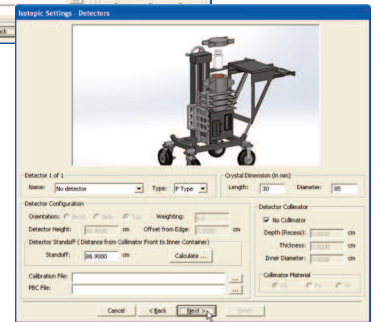 Isotopic Settings - Detectors
Detector 1 of 1
Name: No detector Type: P Type
Crystal Dimension (in mm)
Length: 30 Diameter: 85
Detector Configuration
Orientation: Side Top Weighting:
Detector Height: cm Offset from Edge: cm
Detector Standoff (Distance from Collimator Front to Inner Container)
Standoff: 88.9000 cm Calculate ...
Calibration File: ...
PBC File: ...
Detector Collimator
No Collimator
Depth (Recess): cm
Thickness: cm
Inner Diameter: cm
Collimator Material
Cancel < Back Next >